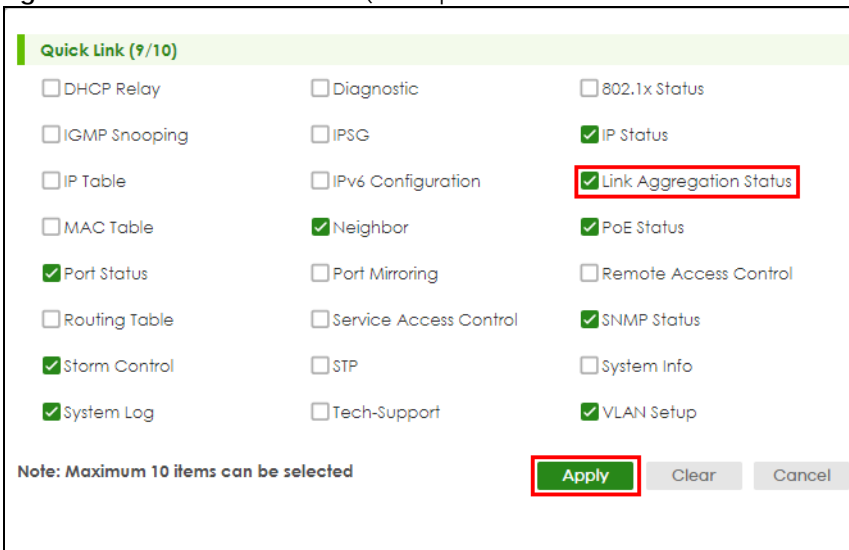 Quick Link (9/10)
DHCP Relay Diagnostic 802.1x Status
IGMP Snooping IPSG IP Status
IP Table IPv6 Configuration Link Aggregation Status
MAC Table Neighbor PoE Status
Port Status Port Mirroring Remote Access Control
Routing Table Service Access Control SNMP Status
Storm Control STP System Info
System Log Tech-Support VLAN Setup
Note: Maximum 10 items can be selected Apply Clear Cancel